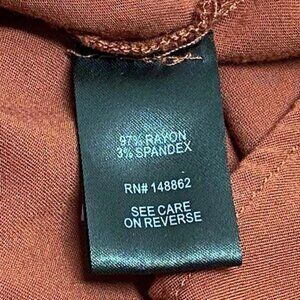 97% RAYON
3% SPANDEX
RN# 148862
SEE CARE
ON REVERSE